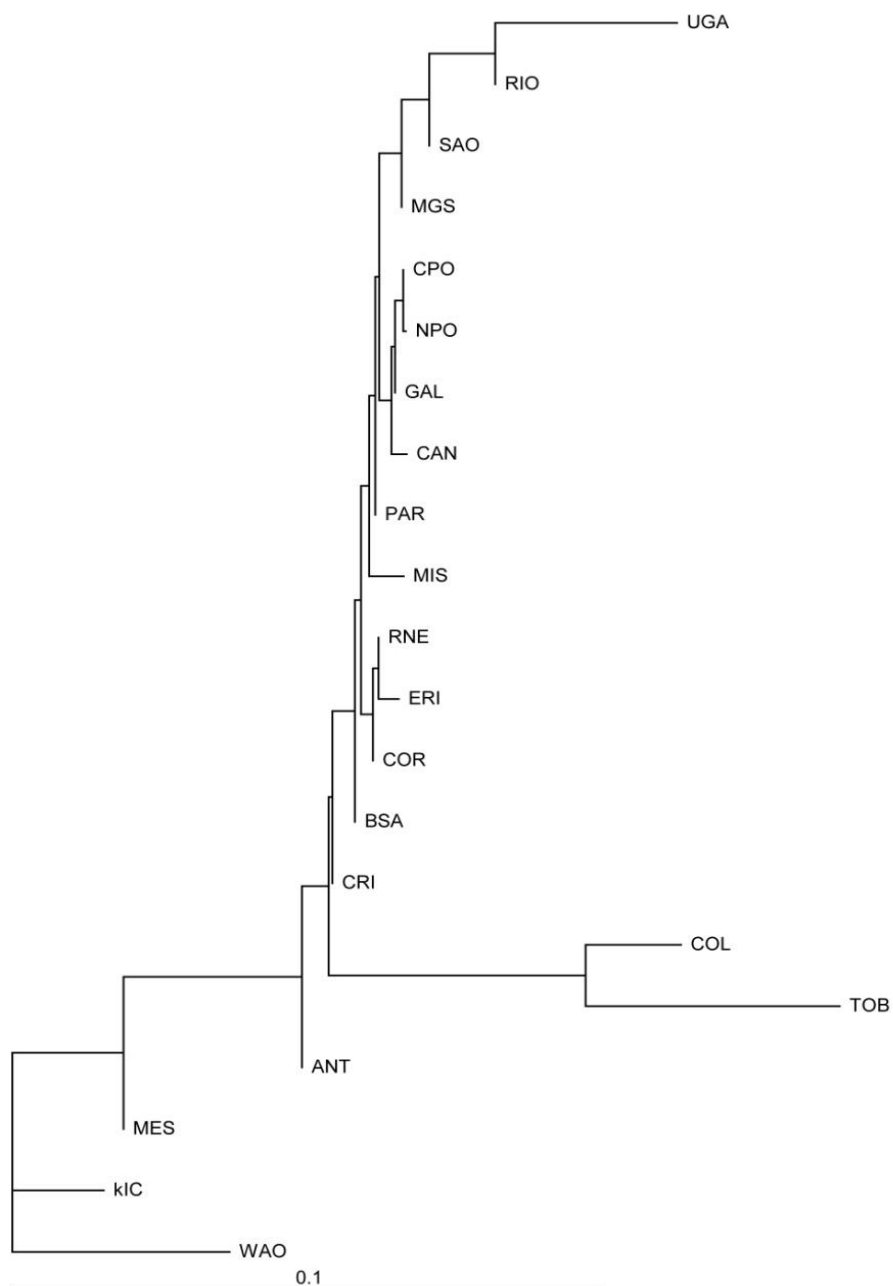 UGA
RIO
SAO
MGS
CPO
NPO
GAL
CAN
PAR
MIS
RNE
ERI
COR
BSA
CRI
COL
TOB
ANT
MES
kIC
WAO
0.1